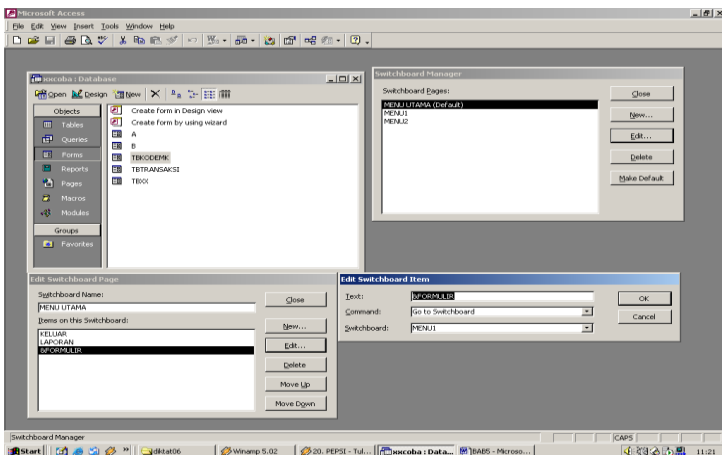 Microsoft Access
File Edit View Insert Tools Window Help
xxcoba : Database
Open Design New
Objects
Tables
Queries
Forms
Reports
Pages
Macros
Modules
Groups
Favorites
Create form in Design view
Create form by using wizard
A
B
TBKODEMK
TBTRANSAKSI
TBXX
Switchboard Manager
Switchboard Pages:
MENU UTAMA (Default)
MENU1
MENU2
Close
New...
Edit...
Delete
Make Default
Edit Switchboard Page
Switchboard Name:
MENU UTAMA
Items on this Switchboard:
KELUAR
LAPORAN
&FORMULIR
Close
New...
Edit...
Delete
Move Up
Move Down
Edit Switchboard Item
Text: &FORMULIR
Command: Go to Switchboard
Switchboard: MENU1
OK
Cancel
Switchboard Manager CAPS
Start diktat06 Winamp 5.02 20. PEPSI - Tul... xxcoba : Data... BAB5 - Microso... 11:21